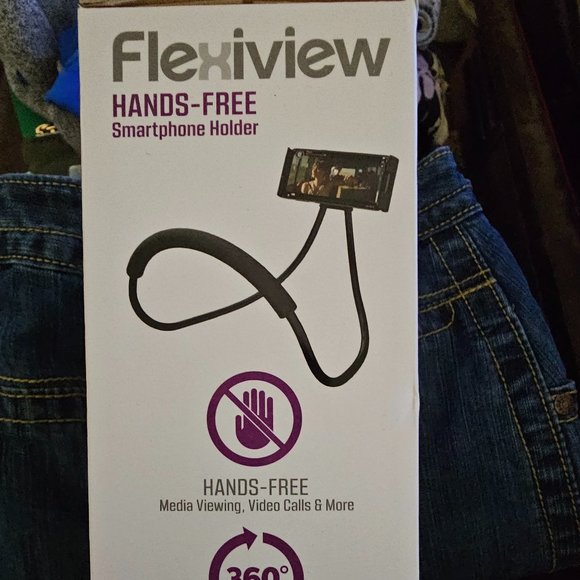 Flexiview
HANDS-FREE
Smartphone Holder
HANDS-FREE
Media Viewing, Video Calls & More
360°